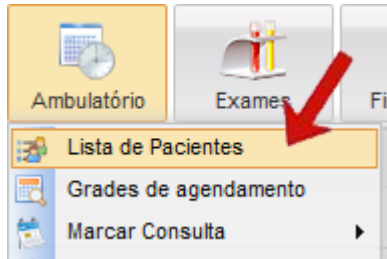 Ambulatório Exames Fi
Lista de Pacientes
Grades de agendamento
Marcar Consulta